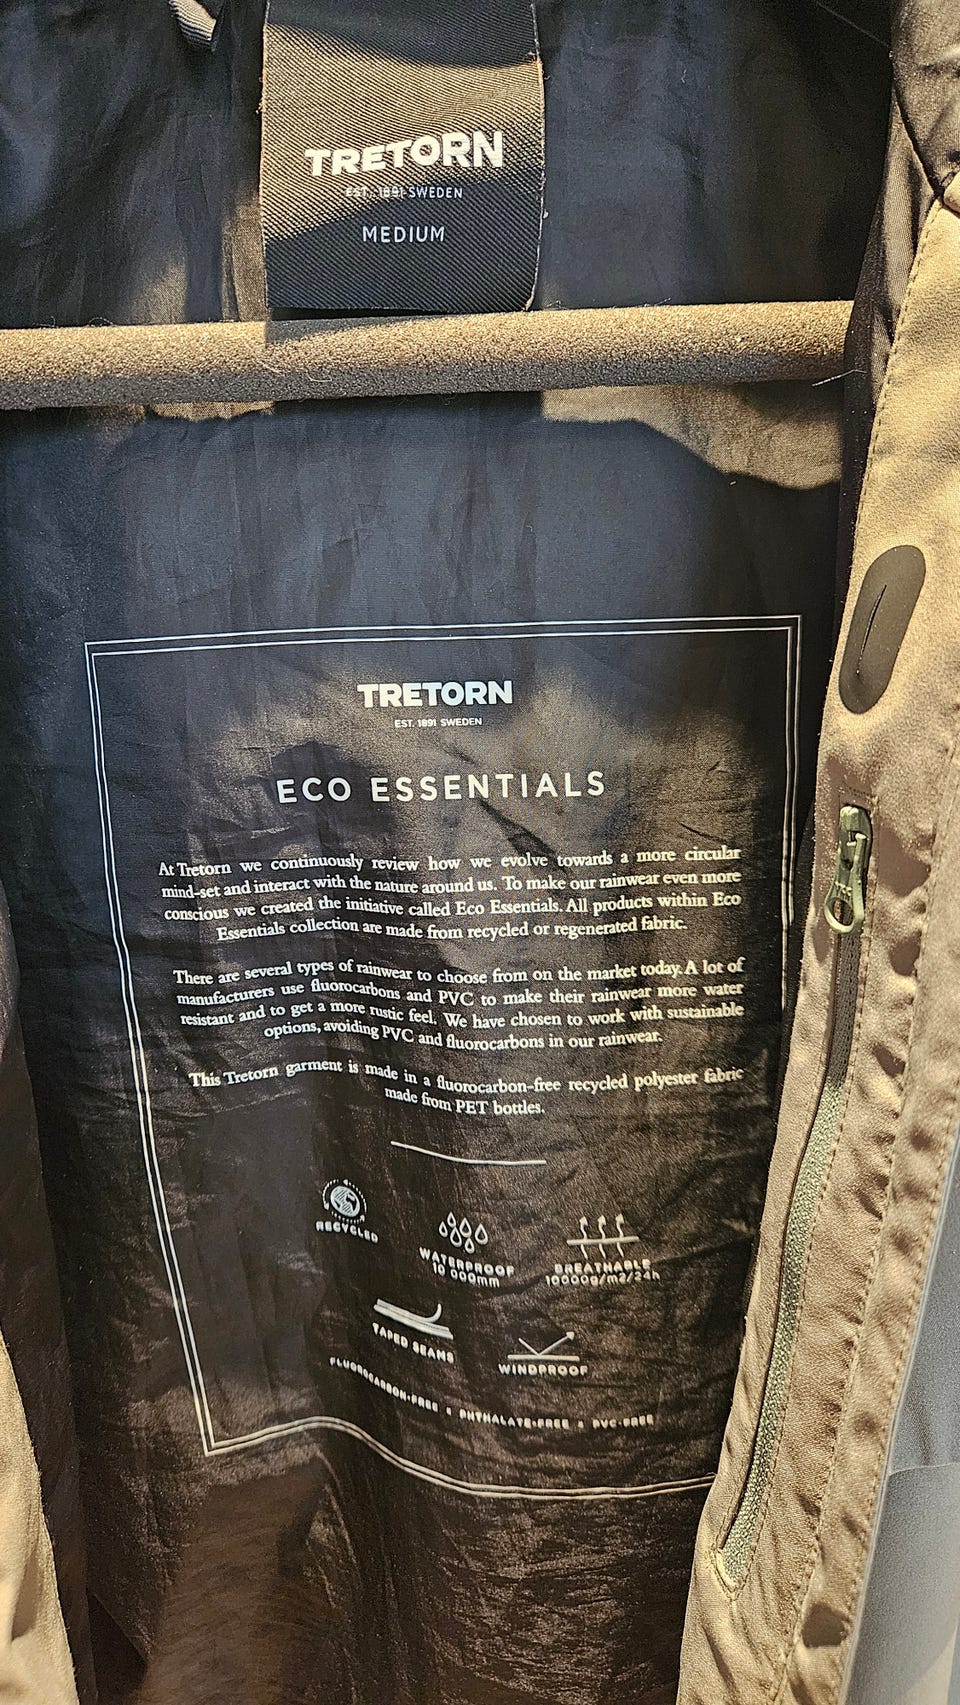 TRETORN
EST. 1891 SWEDEN
MEDIUM
TRETORN
EST. 1891 SWEDEN
ECO ESSENTIALS
At Tretorn we continuously review how we evolve towards a more circular
mind-set and interact with the nature around us. To make our rainwear even more
conscious we created the initiative called Eco Essentials. All products within Eco
Essentials collection are made from recycled or regenerated fabric.
There are several types of rainwear to choose from on the market today. A lot of
manufacturers use fluorocarbons and PVC to make their rainwear more water
resistant and to get a more rustic feel. We have chosen to work with sustainable
options, avoiding PVC and fluorocarbons in our rainwear.
This Tretorn garment is made in a fluorocarbon-free recycled polyester fabric
made from PET bottles.
RECYCLED
WATERPROOF
10 000mm
BREATHABLE
10000g/m2/24h
TAPED SEAMS
WINDPROOF
FLUOROCARBON-FREE • PHTHALATE-FREE • PVC-FREE